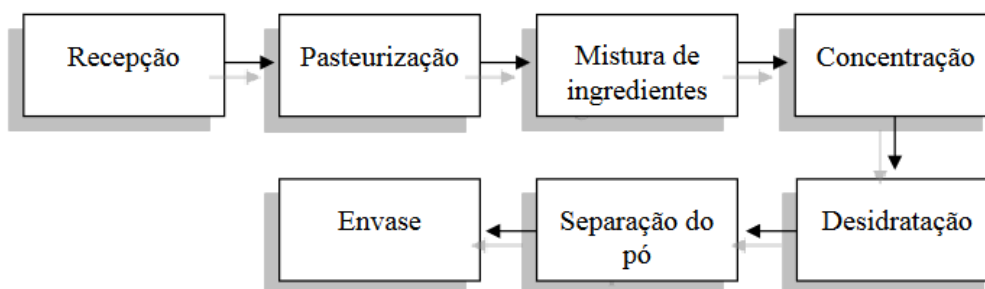 Recepção
Pasteurização
Mistura de
ingredientes
Concentração
Desidratação
Separação do
pó
Envase